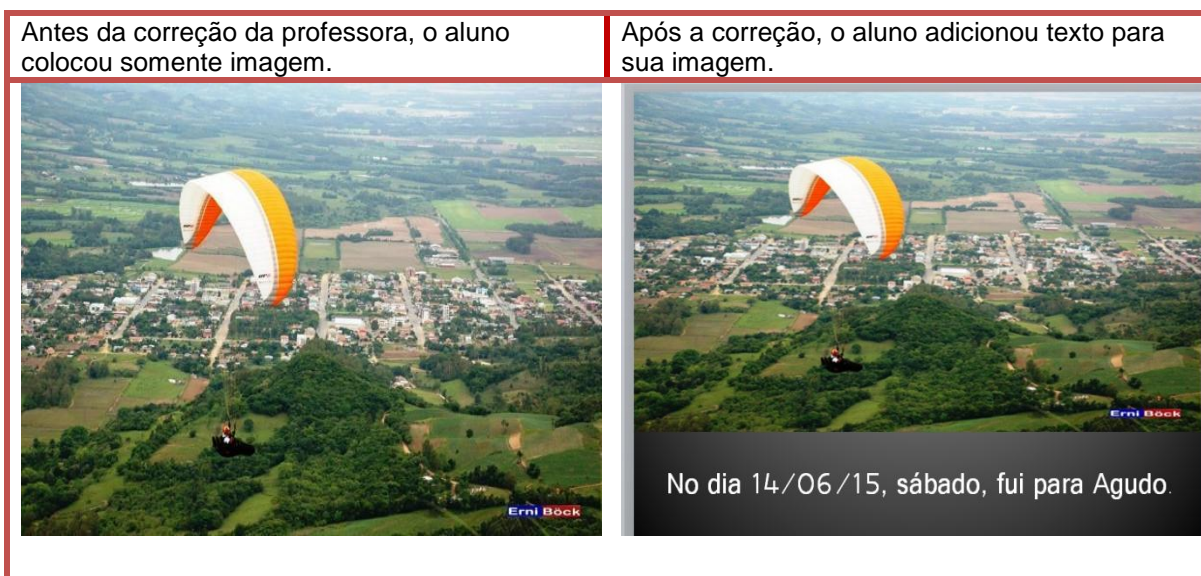 Antes da correção da professora, o aluno
colocou somente imagem.
Após a correção, o aluno adicionou texto para
sua imagem.
Erni Böck
Erni Böck
No dia 14/06/15, sábado, fui para Agudo.